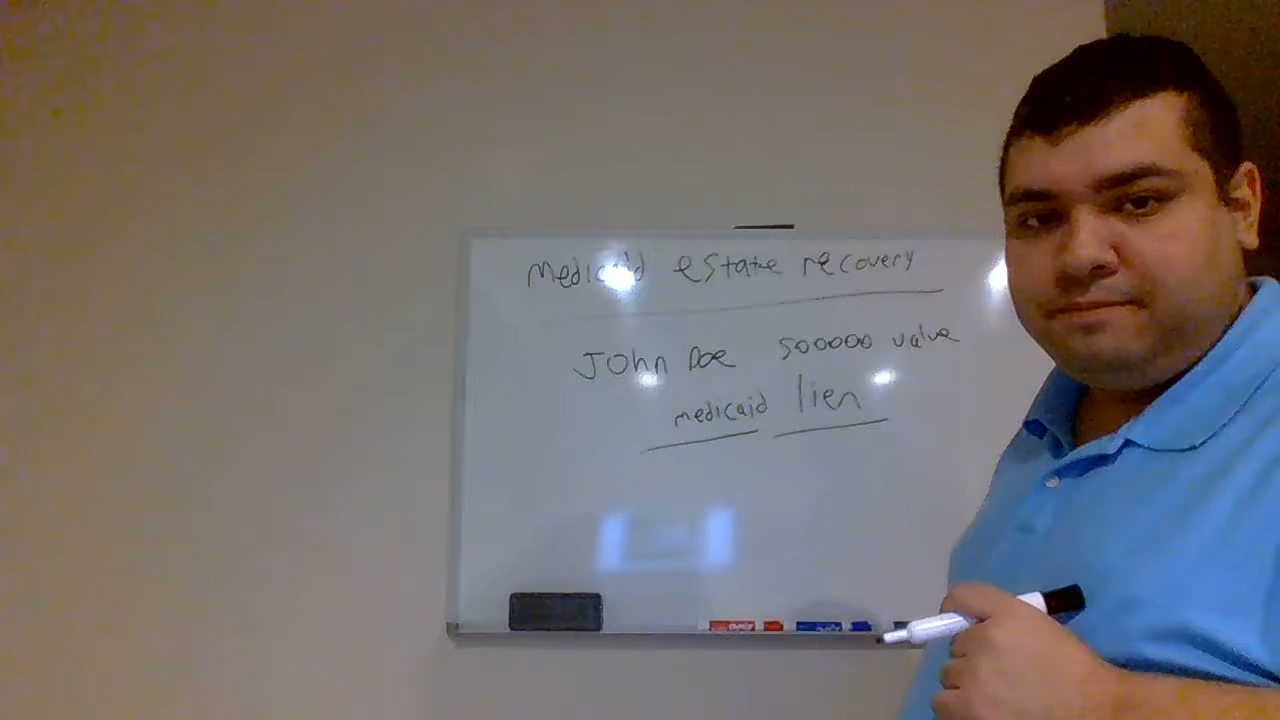 Medicaid estate recovery
John Doe 500000 value
medicaid lien